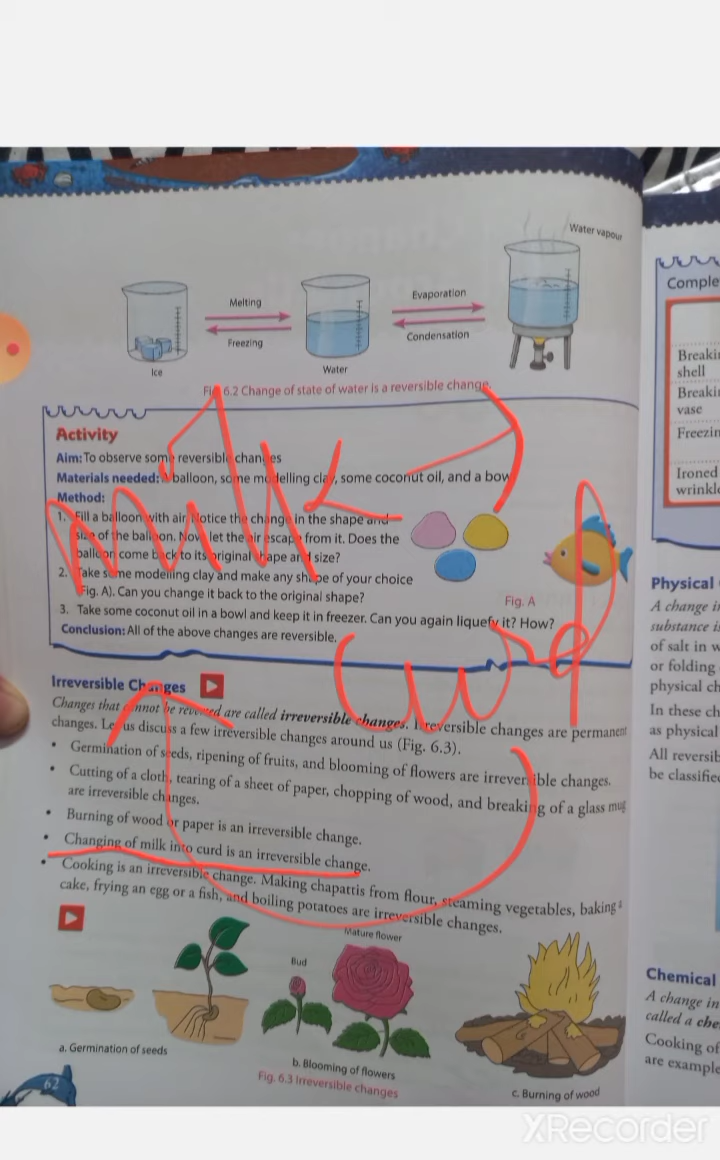 Water vapour
Melting
Evaporation
Freezing
Condensation
Ice
Water
Fig. 6.2 Change of state of water is a reversible change.
Activity
Aim: To observe some reversible changes
Materials needed: A balloon, some modelling clay, some coconut oil, and a bowl
Method:
1. Fill a balloon with air. Notice the change in the shape and
size of the balloon. Now let the air escape from it. Does the
balloon come back to its original shape and size?
2. Take some modelling clay and make any shape of your choice
(Fig. A). Can you change it back to the original shape?
Fig. A
3. Take some coconut oil in a bowl and keep it in freezer. Can you again liquefy it? How?
Conclusion: All of the above changes are reversible.
milk
curd
Irreversible Changes
Changes that cannot be reversed are called irreversible changes. Irreversible changes are permanent
changes. Let us discuss a few irreversible changes around us (Fig. 6.3).
• Germination of seeds, ripening of fruits, and blooming of flowers are irreversible changes.
• Cutting of a cloth, tearing of a sheet of paper, chopping of wood, and breaking of a glass mug
are irreversible changes.
• Burning of wood or paper is an irreversible change.
• Changing of milk into curd is an irreversible change.
• Cooking is an irreversible change. Making chapattis from flour, steaming vegetables, baking a
cake, frying an egg or a fish, and boiling potatoes are irreversible changes.
Mature flower
Bud
a. Germination of seeds
b. Blooming of flowers
c. Burning of wood
Fig. 6.3 Irreversible changes
62
Comple
Breakin
shell
Breakin
vase
Freezin
Ironed
wrinkle
Physical
A change in
substance i
of salt in w
or folding
physical ch
In these ch
as physical
All reversib
be classifie
Chemical
A change in
called a che
Cooking of
are example
XRecorder